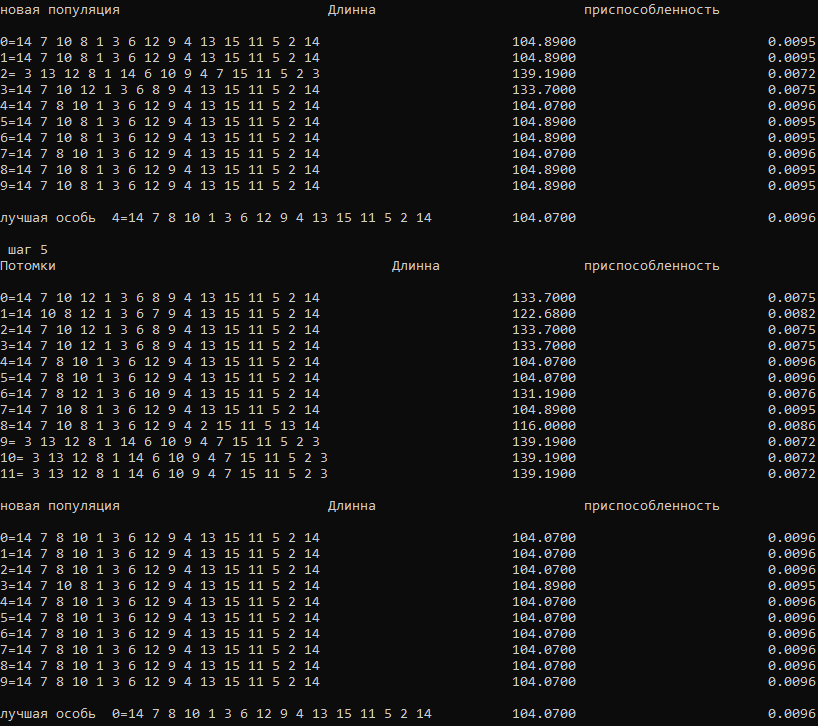 новая популяция Длинна приспособленность
0=14 7 10 8 1 3 6 12 9 4 13 15 11 5 2 14 104.8900 0.0095
1=14 7 10 8 1 3 6 12 9 4 13 15 11 5 2 14 104.8900 0.0095
2= 3 13 12 8 1 14 6 10 9 4 7 15 11 5 2 3 139.1900 0.0072
3=14 7 10 12 1 3 6 8 9 4 13 15 11 5 2 14 133.7000 0.0075
4=14 7 8 10 1 3 6 12 9 4 13 15 11 5 2 14 104.0700 0.0096
5=14 7 10 8 1 3 6 12 9 4 13 15 11 5 2 14 104.8900 0.0095
6=14 7 10 8 1 3 6 12 9 4 13 15 11 5 2 14 104.8900 0.0095
7=14 7 8 10 1 3 6 12 9 4 13 15 11 5 2 14 104.0700 0.0096
8=14 7 10 8 1 3 6 12 9 4 13 15 11 5 2 14 104.8900 0.0095
9=14 7 10 8 1 3 6 12 9 4 13 15 11 5 2 14 104.8900 0.0095
лучшая особь 4=14 7 8 10 1 3 6 12 9 4 13 15 11 5 2 14 104.0700 0.0096
шаг 5
Потомки Длинна приспособленность
0=14 7 10 12 1 3 6 8 9 4 13 15 11 5 2 14 133.7000 0.0075
1=14 10 8 12 1 3 6 7 9 4 13 15 11 5 2 14 122.6800 0.0082
2=14 7 10 12 1 3 6 8 9 4 13 15 11 5 2 14 133.7000 0.0075
3=14 7 10 12 1 3 6 8 9 4 13 15 11 5 2 14 133.7000 0.0075
4=14 7 8 10 1 3 6 12 9 4 13 15 11 5 2 14 104.0700 0.0096
5=14 7 8 10 1 3 6 12 9 4 13 15 11 5 2 14 104.0700 0.0096
6=14 7 8 12 1 3 6 10 9 4 13 15 11 5 2 14 131.1900 0.0076
7=14 7 10 8 1 3 6 12 9 4 13 15 11 5 2 14 104.8900 0.0095
8=14 7 10 8 1 3 6 12 9 4 2 15 11 5 13 14 116.0000 0.0086
9= 3 13 12 8 1 14 6 10 9 4 7 15 11 5 2 3 139.1900 0.0072
10= 3 13 12 8 1 14 6 10 9 4 7 15 11 5 2 3 139.1900 0.0072
11= 3 13 12 8 1 14 6 10 9 4 7 15 11 5 2 3 139.1900 0.0072
новая популяция Длинна приспособленность
0=14 7 8 10 1 3 6 12 9 4 13 15 11 5 2 14 104.0700 0.0096
1=14 7 8 10 1 3 6 12 9 4 13 15 11 5 2 14 104.0700 0.0096
2=14 7 8 10 1 3 6 12 9 4 13 15 11 5 2 14 104.0700 0.0096
3=14 7 10 8 1 3 6 12 9 4 13 15 11 5 2 14 104.8900 0.0095
4=14 7 8 10 1 3 6 12 9 4 13 15 11 5 2 14 104.0700 0.0096
5=14 7 8 10 1 3 6 12 9 4 13 15 11 5 2 14 104.0700 0.0096
6=14 7 8 10 1 3 6 12 9 4 13 15 11 5 2 14 104.0700 0.0096
7=14 7 8 10 1 3 6 12 9 4 13 15 11 5 2 14 104.0700 0.0096
8=14 7 8 10 1 3 6 12 9 4 13 15 11 5 2 14 104.0700 0.0096
9=14 7 8 10 1 3 6 12 9 4 13 15 11 5 2 14 104.0700 0.0096
лучшая особь 0=14 7 8 10 1 3 6 12 9 4 13 15 11 5 2 14 104.0700 0.0096